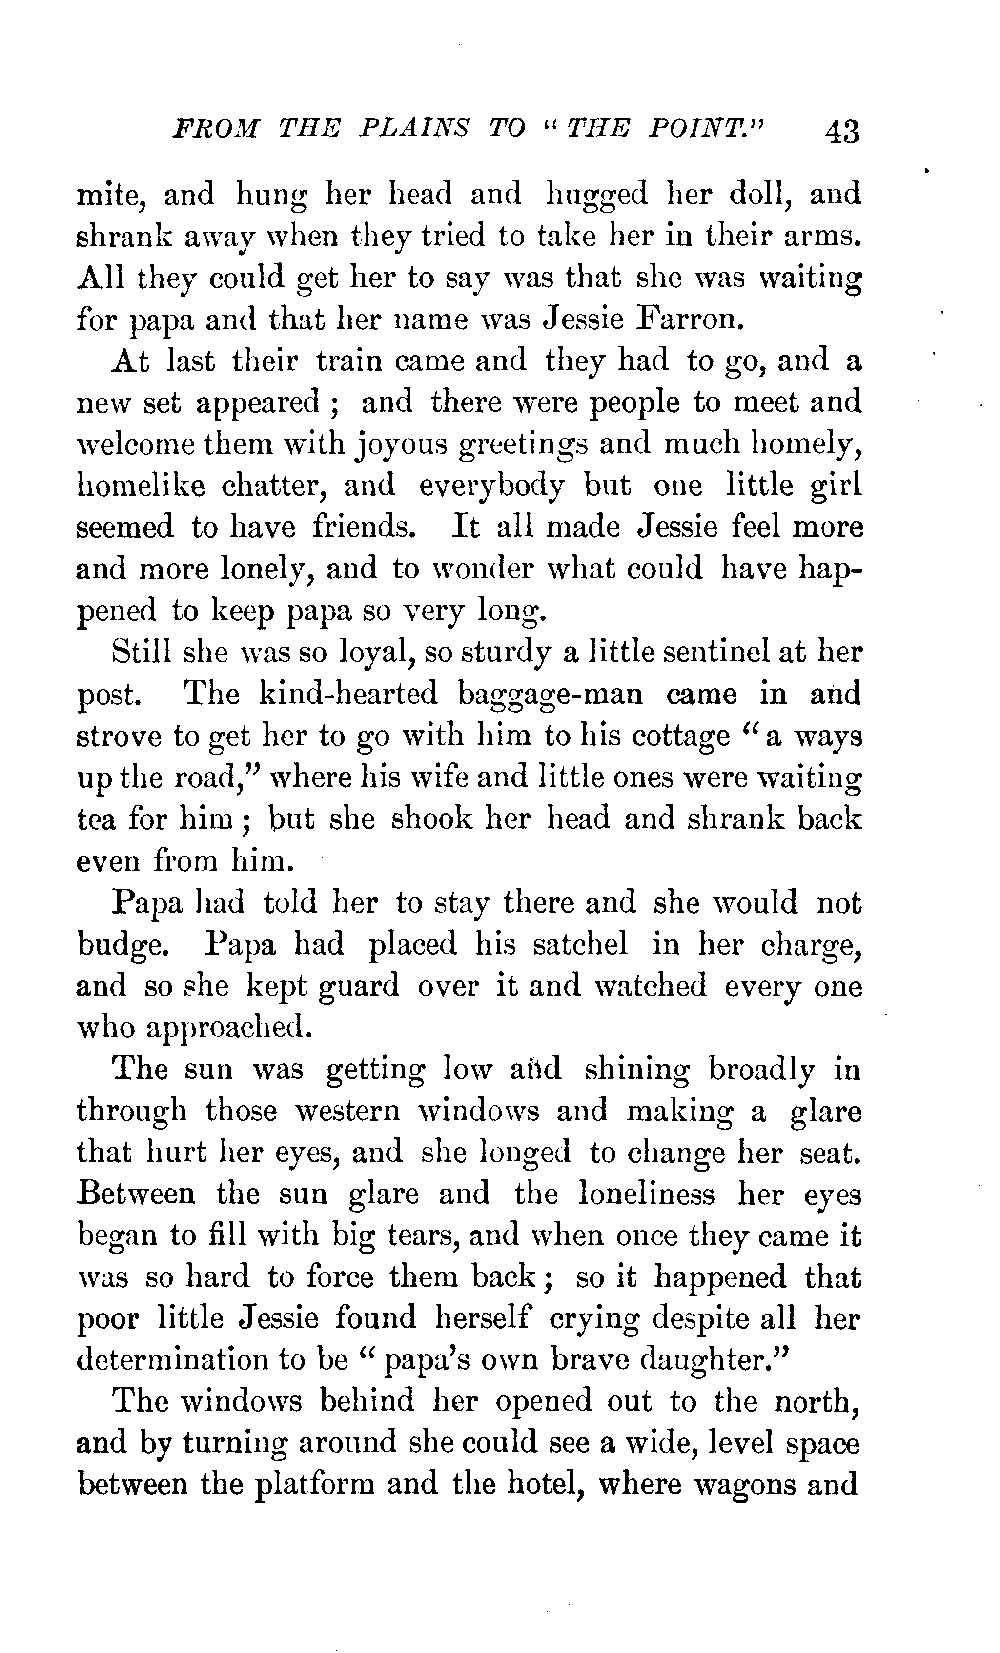 FROM THE PLAINS TO " THE POINT." 43
mite, and hung her head and hugged her doll, and
shrank away when they tried to take her in their arms.
All they could get her to say was that she was waiting
for papa and that her name was Jessie Farron.
At last their train came and they had to go, and a
new set appeared ; and there were people to meet and
welcome them with joyous greetings and much homely,
homelike chatter, and everybody but one little girl
seemed to have friends. It all made Jessie feel more
and more lonely, and to wonder what could have hap-
pened to keep papa so very long.
Still she was so loyal, so sturdy a little sentinel at her
post. The kind-hearted baggage-man came in and
strove to get her to go with him to his cottage " a ways
up the road," where his wife and little ones were waiting
tea for him ; but she shook her head and shrank back
even from him.
Papa had told her to stay there and she would not
budge. Papa had placed his satchel in her charge,
and so she kept guard over it and watched every one
who approached.
The sun was getting low and shining broadly in
through those western windows and making a glare
that hurt her eyes, and she longed to change her seat.
Between the sun glare and the loneliness her eyes
began to fill with big tears, and when once they came it
was so hard to force them back ; so it happened that
poor little Jessie found herself crying despite all her
determination to be " papa's own brave daughter."
The windows behind her opened out to the north,
and by turning around she could see a wide, level space
between the platform and the hotel, where wagons and